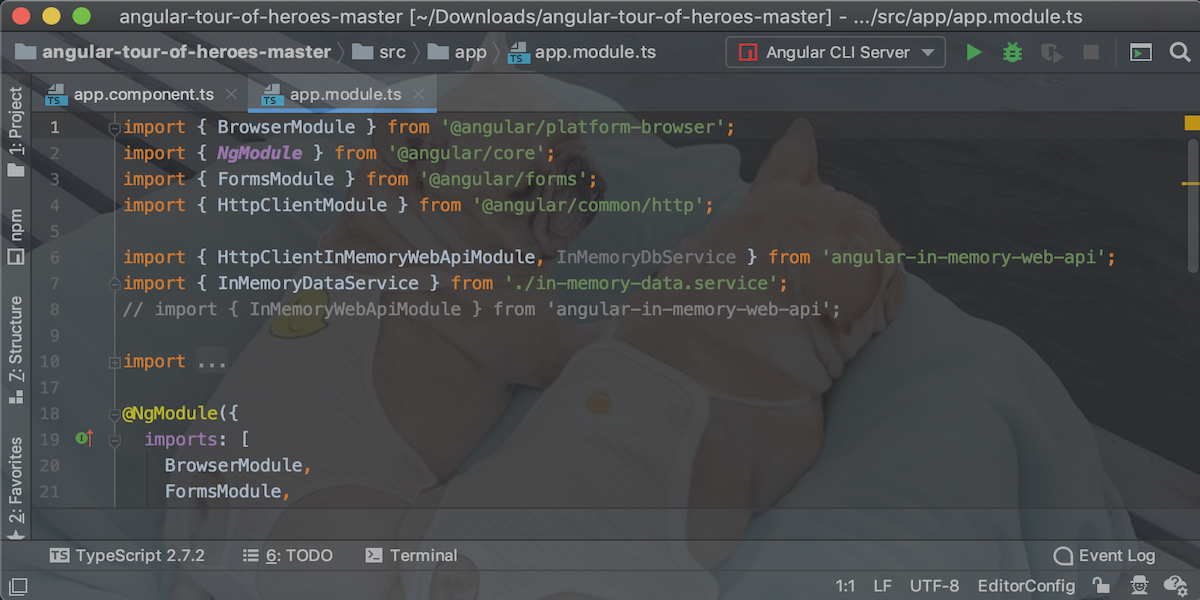 angular-tour-of-heroes-master [~/Downloads/angular-tour-of-heroes-master] - .../src/app/app.module.ts
angular-tour-of-heroes-master src app TS app.module.ts Angular CLI Server
TS app.component.ts TS app.module.ts
1: Project
npm
Z: Structure
2: Favorites
1 import { BrowserModule } from '@angular/platform-browser';
2 import { NgModule } from '@angular/core';
3 import { FormsModule } from '@angular/forms';
4 import { HttpClientModule } from '@angular/common/http';
5
6 import { HttpClientInMemoryWebApiModule, InMemoryDbService } from 'angular-in-memory-web-api';
7 import { InMemoryDataService } from './in-memory-data.service';
8 // import { InMemoryWebApiModule } from 'angular-in-memory-web-api';
9
10 import ...
17
18 @NgModule({
19 I imports: [
20 BrowserModule,
21 FormsModule,
TS TypeScript 2.7.2 6: TODO Terminal Event Log
1:1 LF UTF-8 EditorConfig